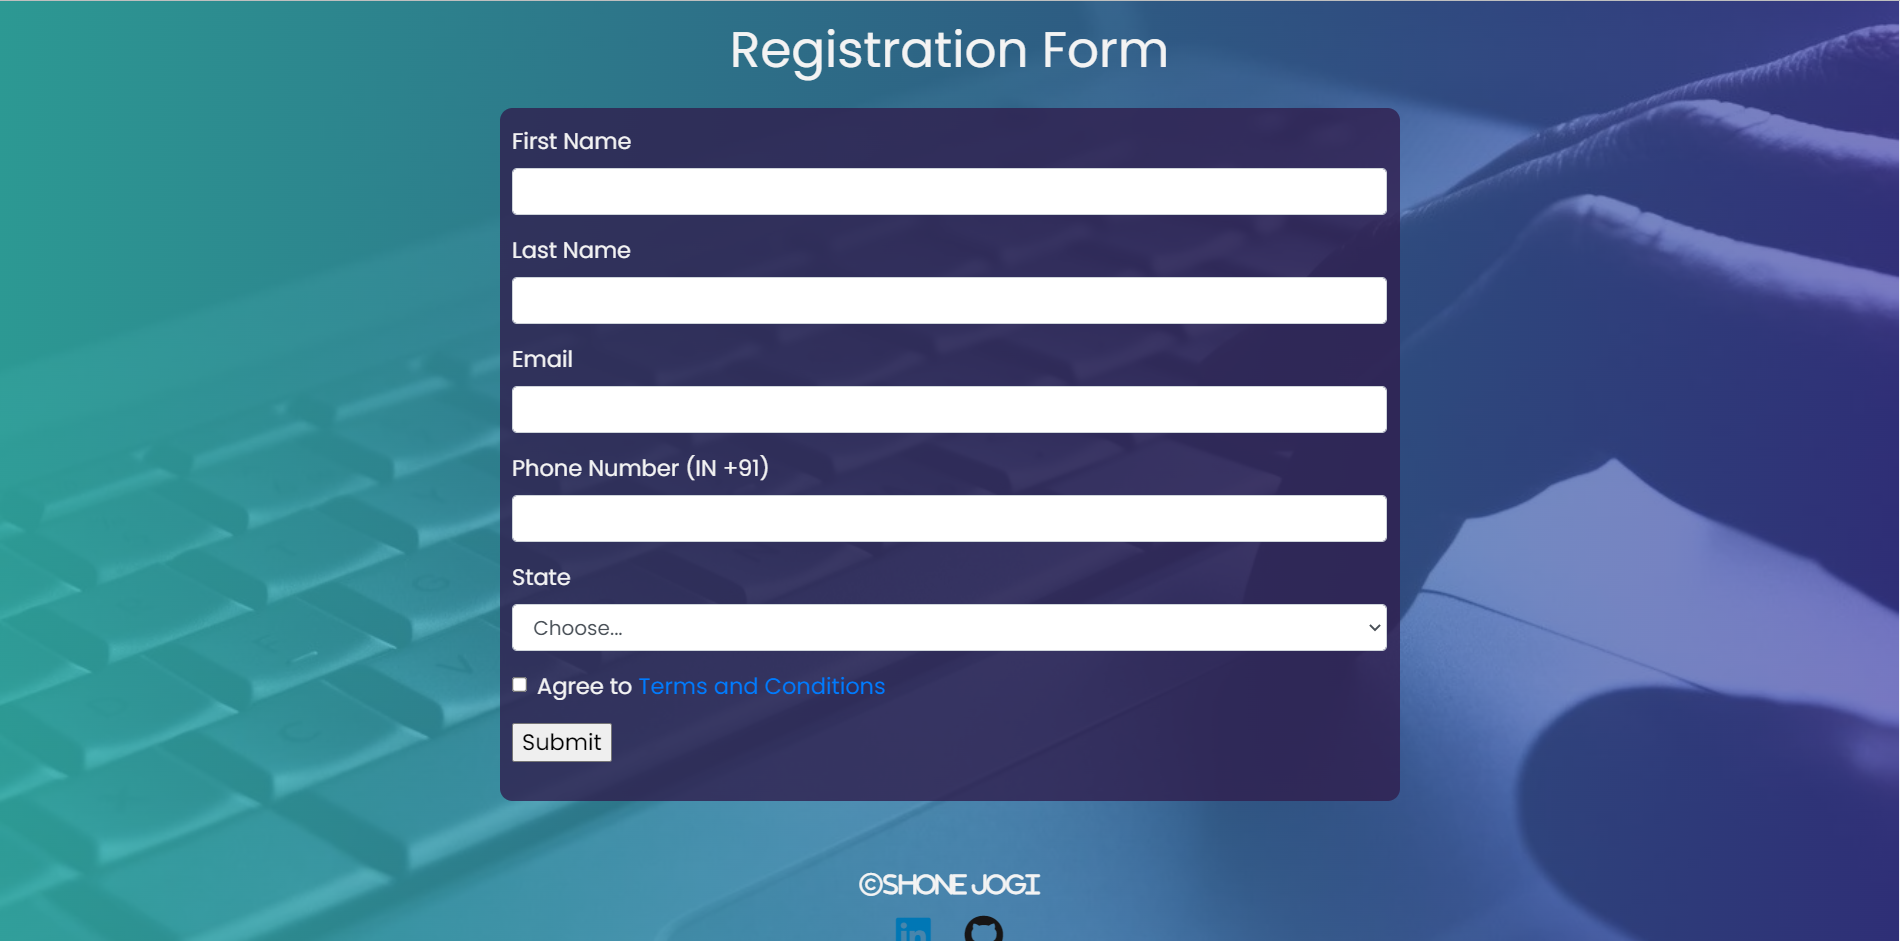 Registration Form
First Name
Last Name
Email
Phone Number (IN +91)
State
Choose...
Agree to Terms and Conditions
Submit
©SHONE JOGI
in